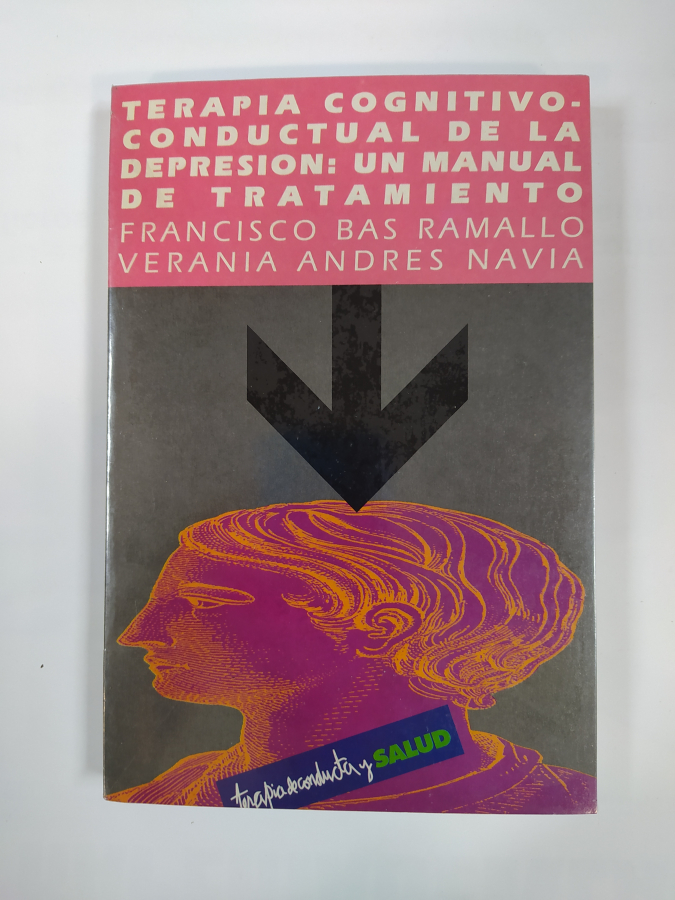 TERAPIA COGNITIVO-
CONDUCTUAL DE LA
DEPRESION: UN MANUAL
DE TRATAMIENTO
FRANCISCO BAS RAMALLO
VERANIA ANDRES NAVIA
terapia de conducta y SALUD